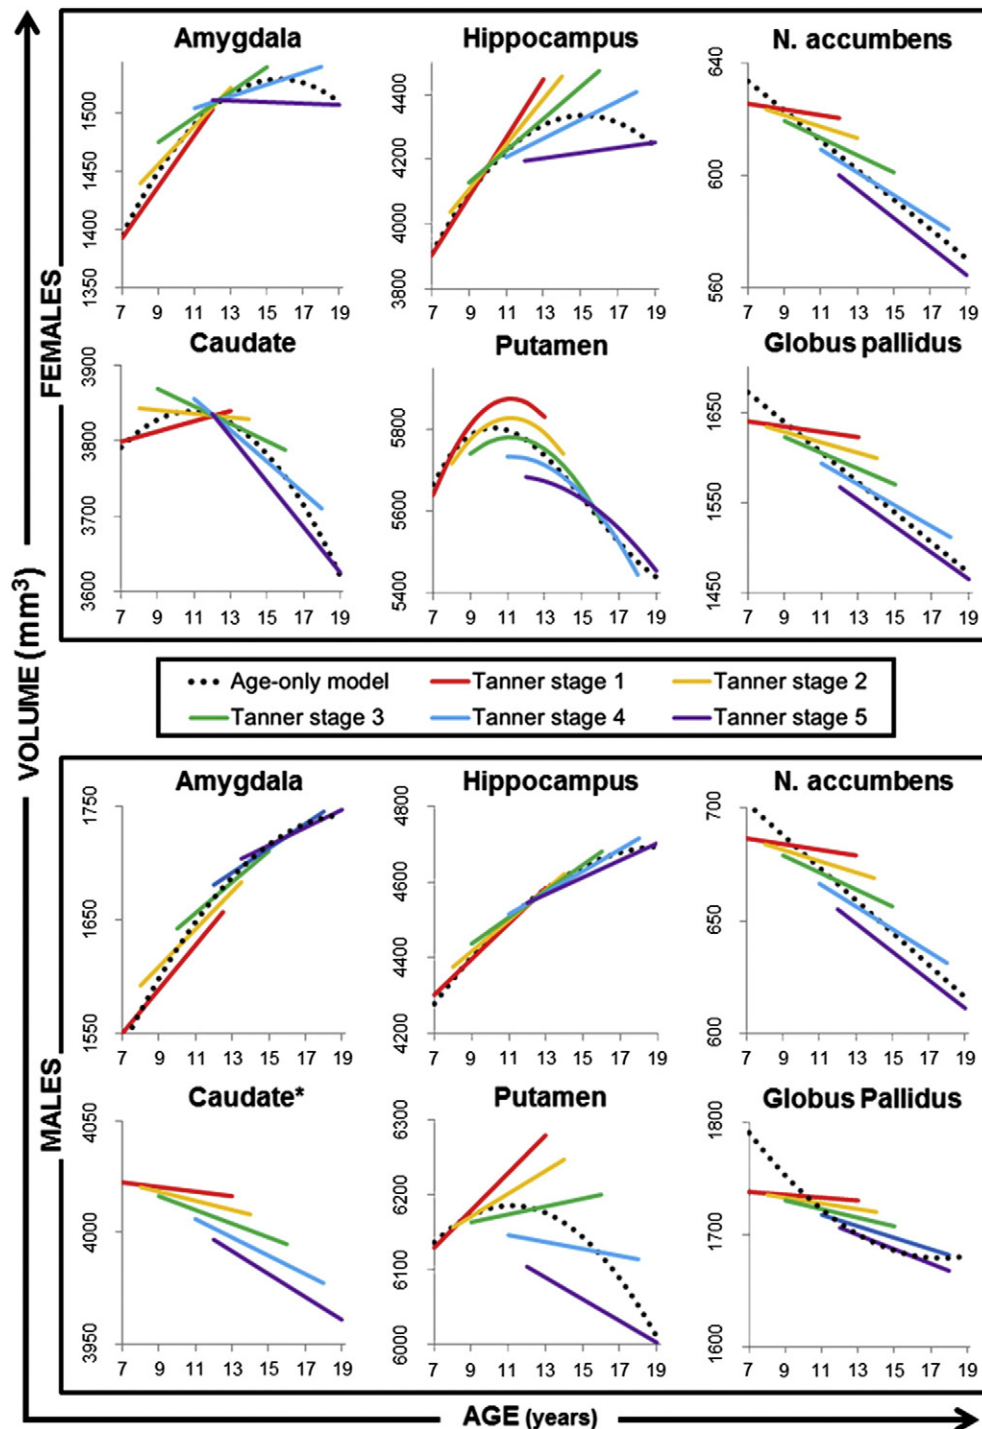 Amygdala Hippocampus N. accumbens
1500
1450
1400
1350
7 9 11 13 15 17 19
4400
4200
4000
3800
7 9 11 13 15 17 19
640
600
560
7 9 11 13 15 17 19
Caudate Putamen Globus pallidus
3900
3800
3700
3600
7 9 11 13 15 17 19
5800
5600
5400
7 9 11 13 15 17 19
1650
1550
1450
7 9 11 13 15 17 19
FEMALES
VOLUME (mm³)
Age-only model Tanner stage 1 Tanner stage 2
Tanner stage 3 Tanner stage 4 Tanner stage 5
Amygdala Hippocampus N. accumbens
1750
1650
1550
7 9 11 13 15 17 19
4800
4600
4400
4200
7 9 11 13 15 17 19
700
650
600
7 9 11 13 15 17 19
Caudate* Putamen Globus Pallidus
4050
4000
3950
7 9 11 13 15 17 19
6300
6200
6100
6000
7 9 11 13 15 17 19
1800
1700
1600
7 9 11 13 15 17 19
MALES
AGE (years)